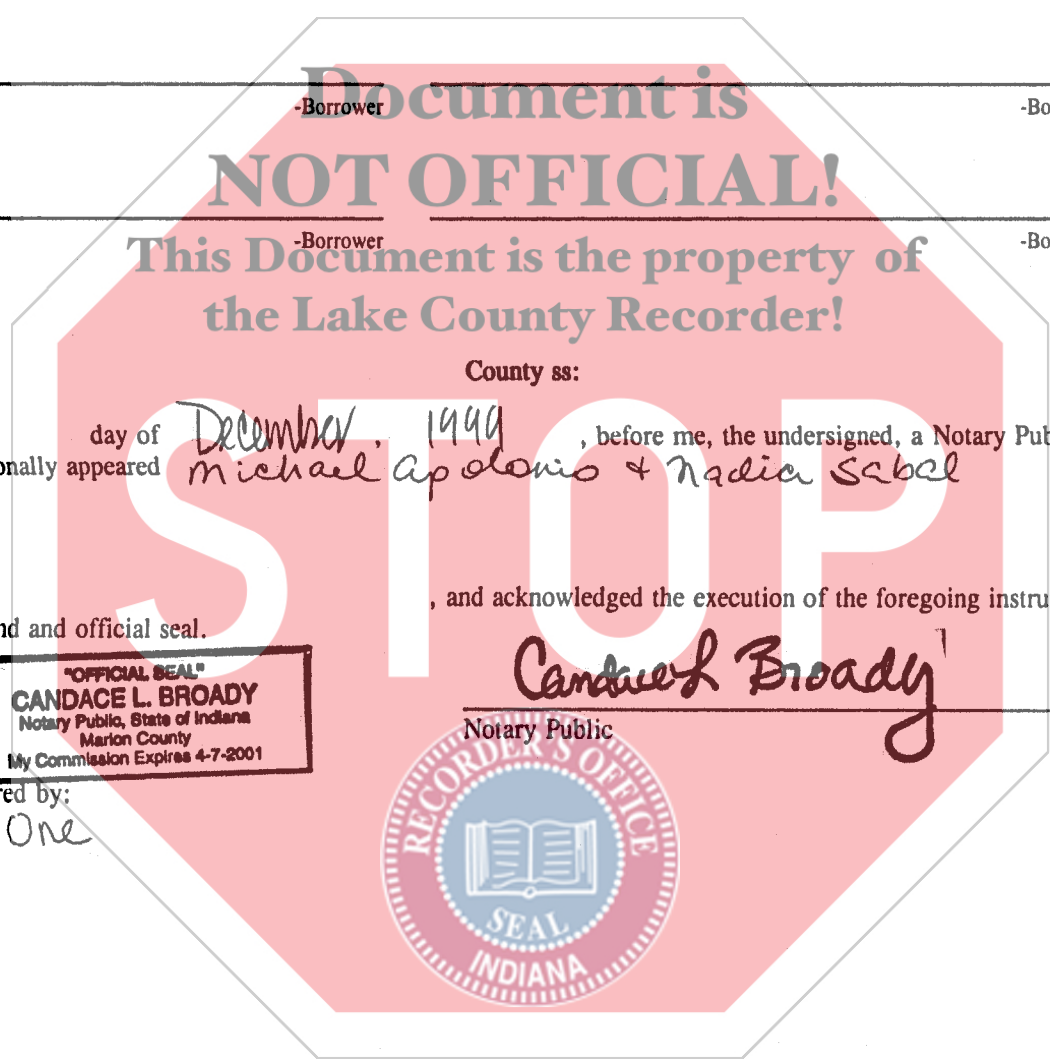 Document is
-Borrower -Bo
NOT OFFICIAL!
-Borrower -Bo
This Document is the property of
the Lake County Recorder!
County ss:
STOP
day of December, 1999, before me, the undersigned, a Notary Pub
onally appeared Michael Apolonio + Nadia Sabal
, and acknowledged the execution of the foregoing instru
nd and official seal.
"OFFICIAL SEAL"
CANDACE L. BROADY
Notary Public, State of Indiana
Marion County
My Commission Expires 4-7-2001
Candace L Broady
Notary Public
red by:
One
RECORDER'S OFFICE
SEAL
INDIANA